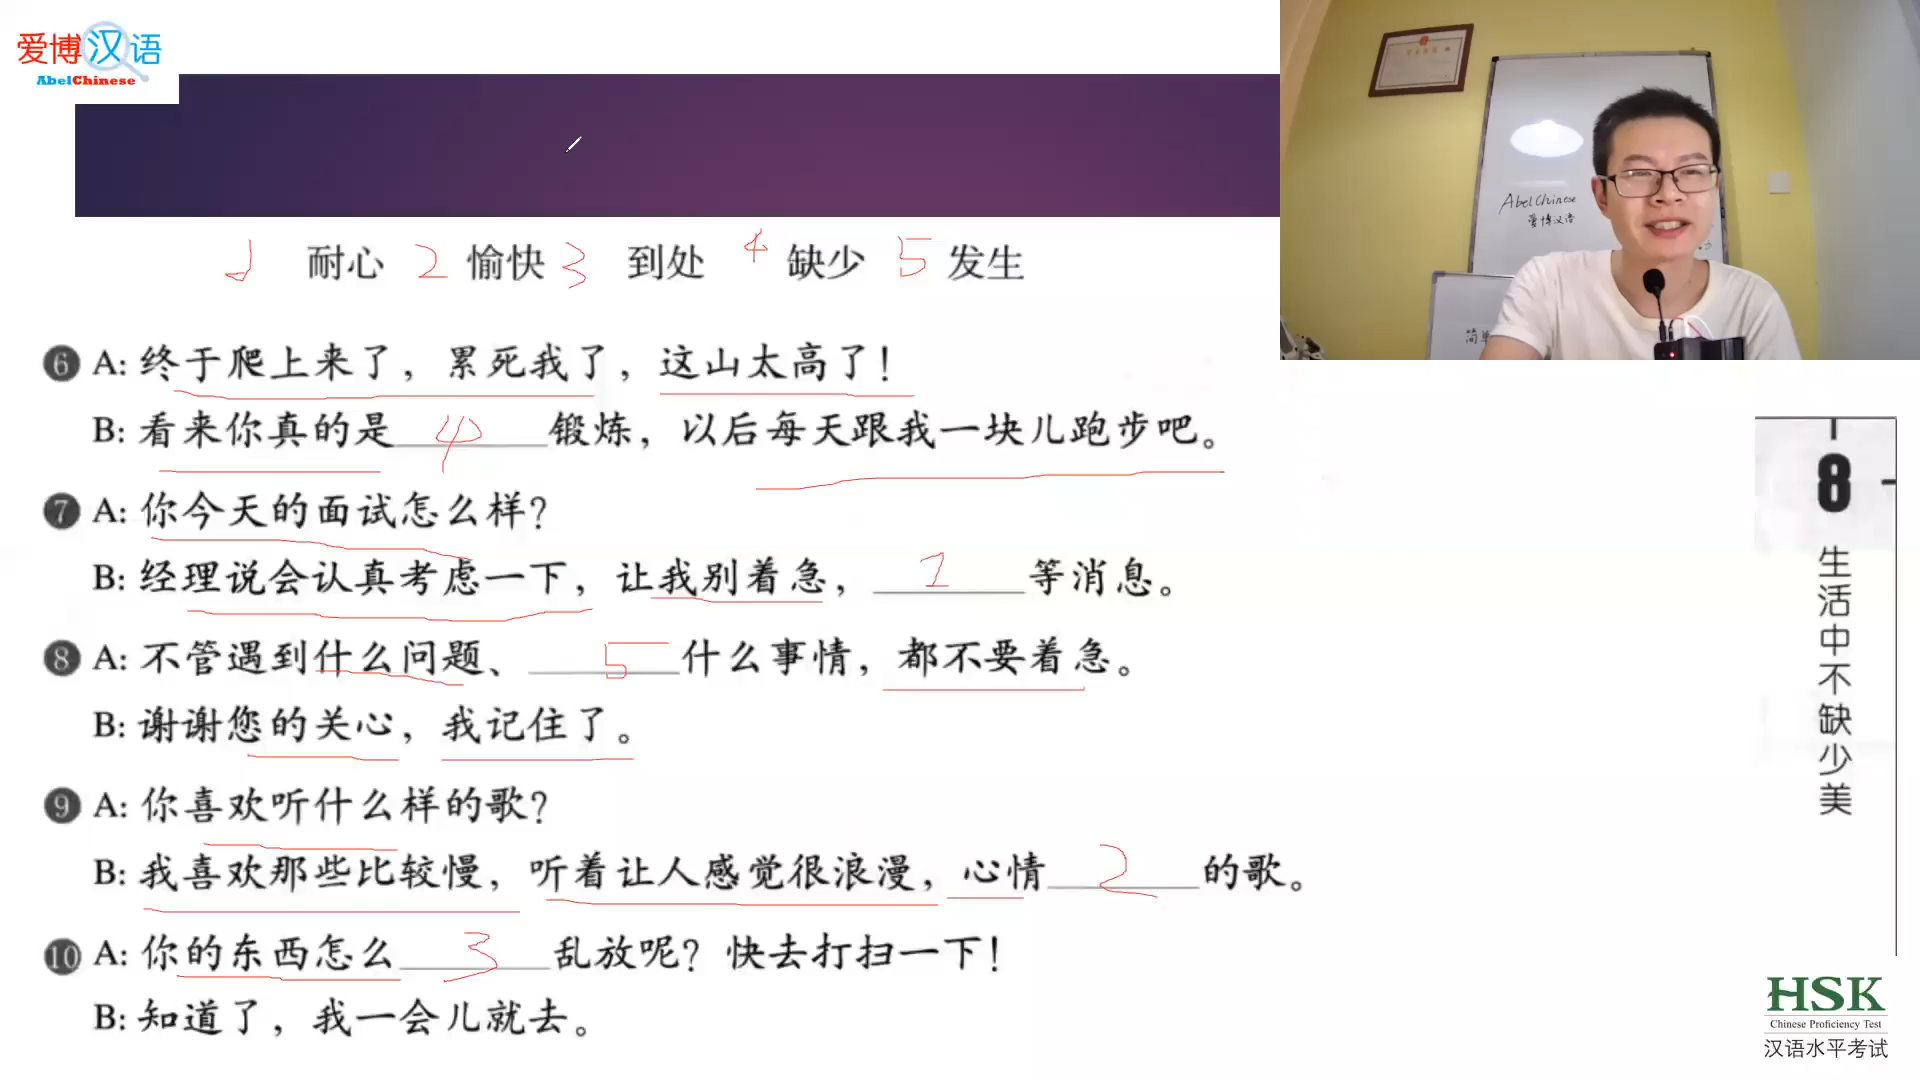 爱博汉语
AbelChinese
1 耐心 2 愉快 3 到处 4 缺少 5 发生
6 A: 终于爬上来了，累死我了，这山太高了！
B: 看来你真的是 4 锻炼，以后每天跟我一块儿跑步吧。
7 A: 你今天的面试怎么样？
B: 经理说会认真考虑一下，让我别着急， 1 等消息。
8 A: 不管遇到什么问题、 5 什么事情，都不要着急。
B: 谢谢您的关心，我记住了。
9 A: 你喜欢听什么样的歌？
B: 我喜欢那些比较慢，听着让人感觉很浪漫，心情 2 的歌。
10 A: 你的东西怎么 3 乱放呢？快去打扫一下！
B: 知道了，我一会儿就去。
AbelChinese
爱博汉语
简单
8
生活中不缺少美
HSK
Chinese Proficiency Test
汉语水平考试